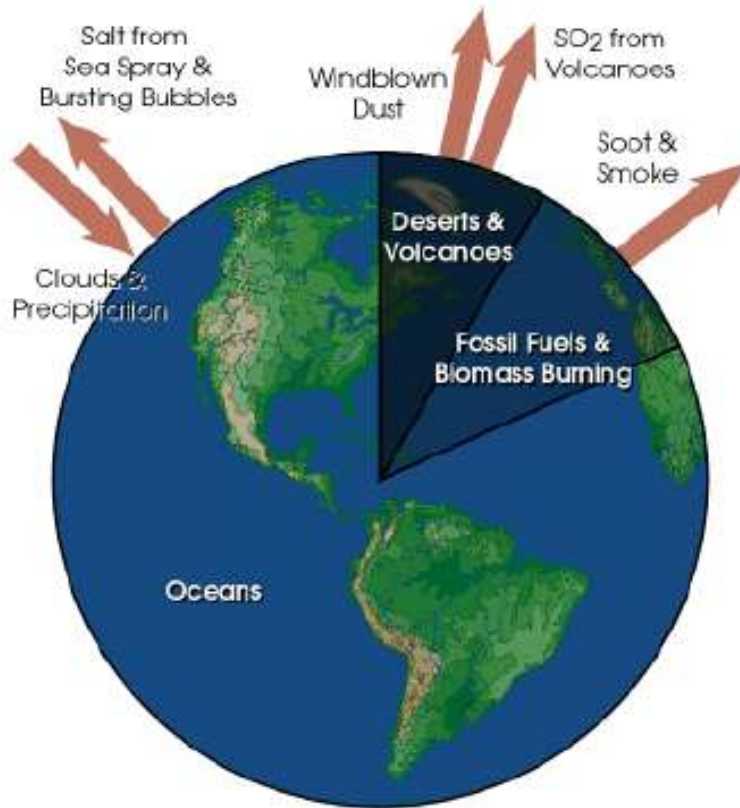 Salt from
Sea Spray &
Bursting Bubbles
Windblown
Dust
SO2 from
Volcanoes
Soot &
Smoke
Clouds &
Precipitation
Deserts &
Volcanoes
Fossil Fuels &
Biomass Burning
Oceans